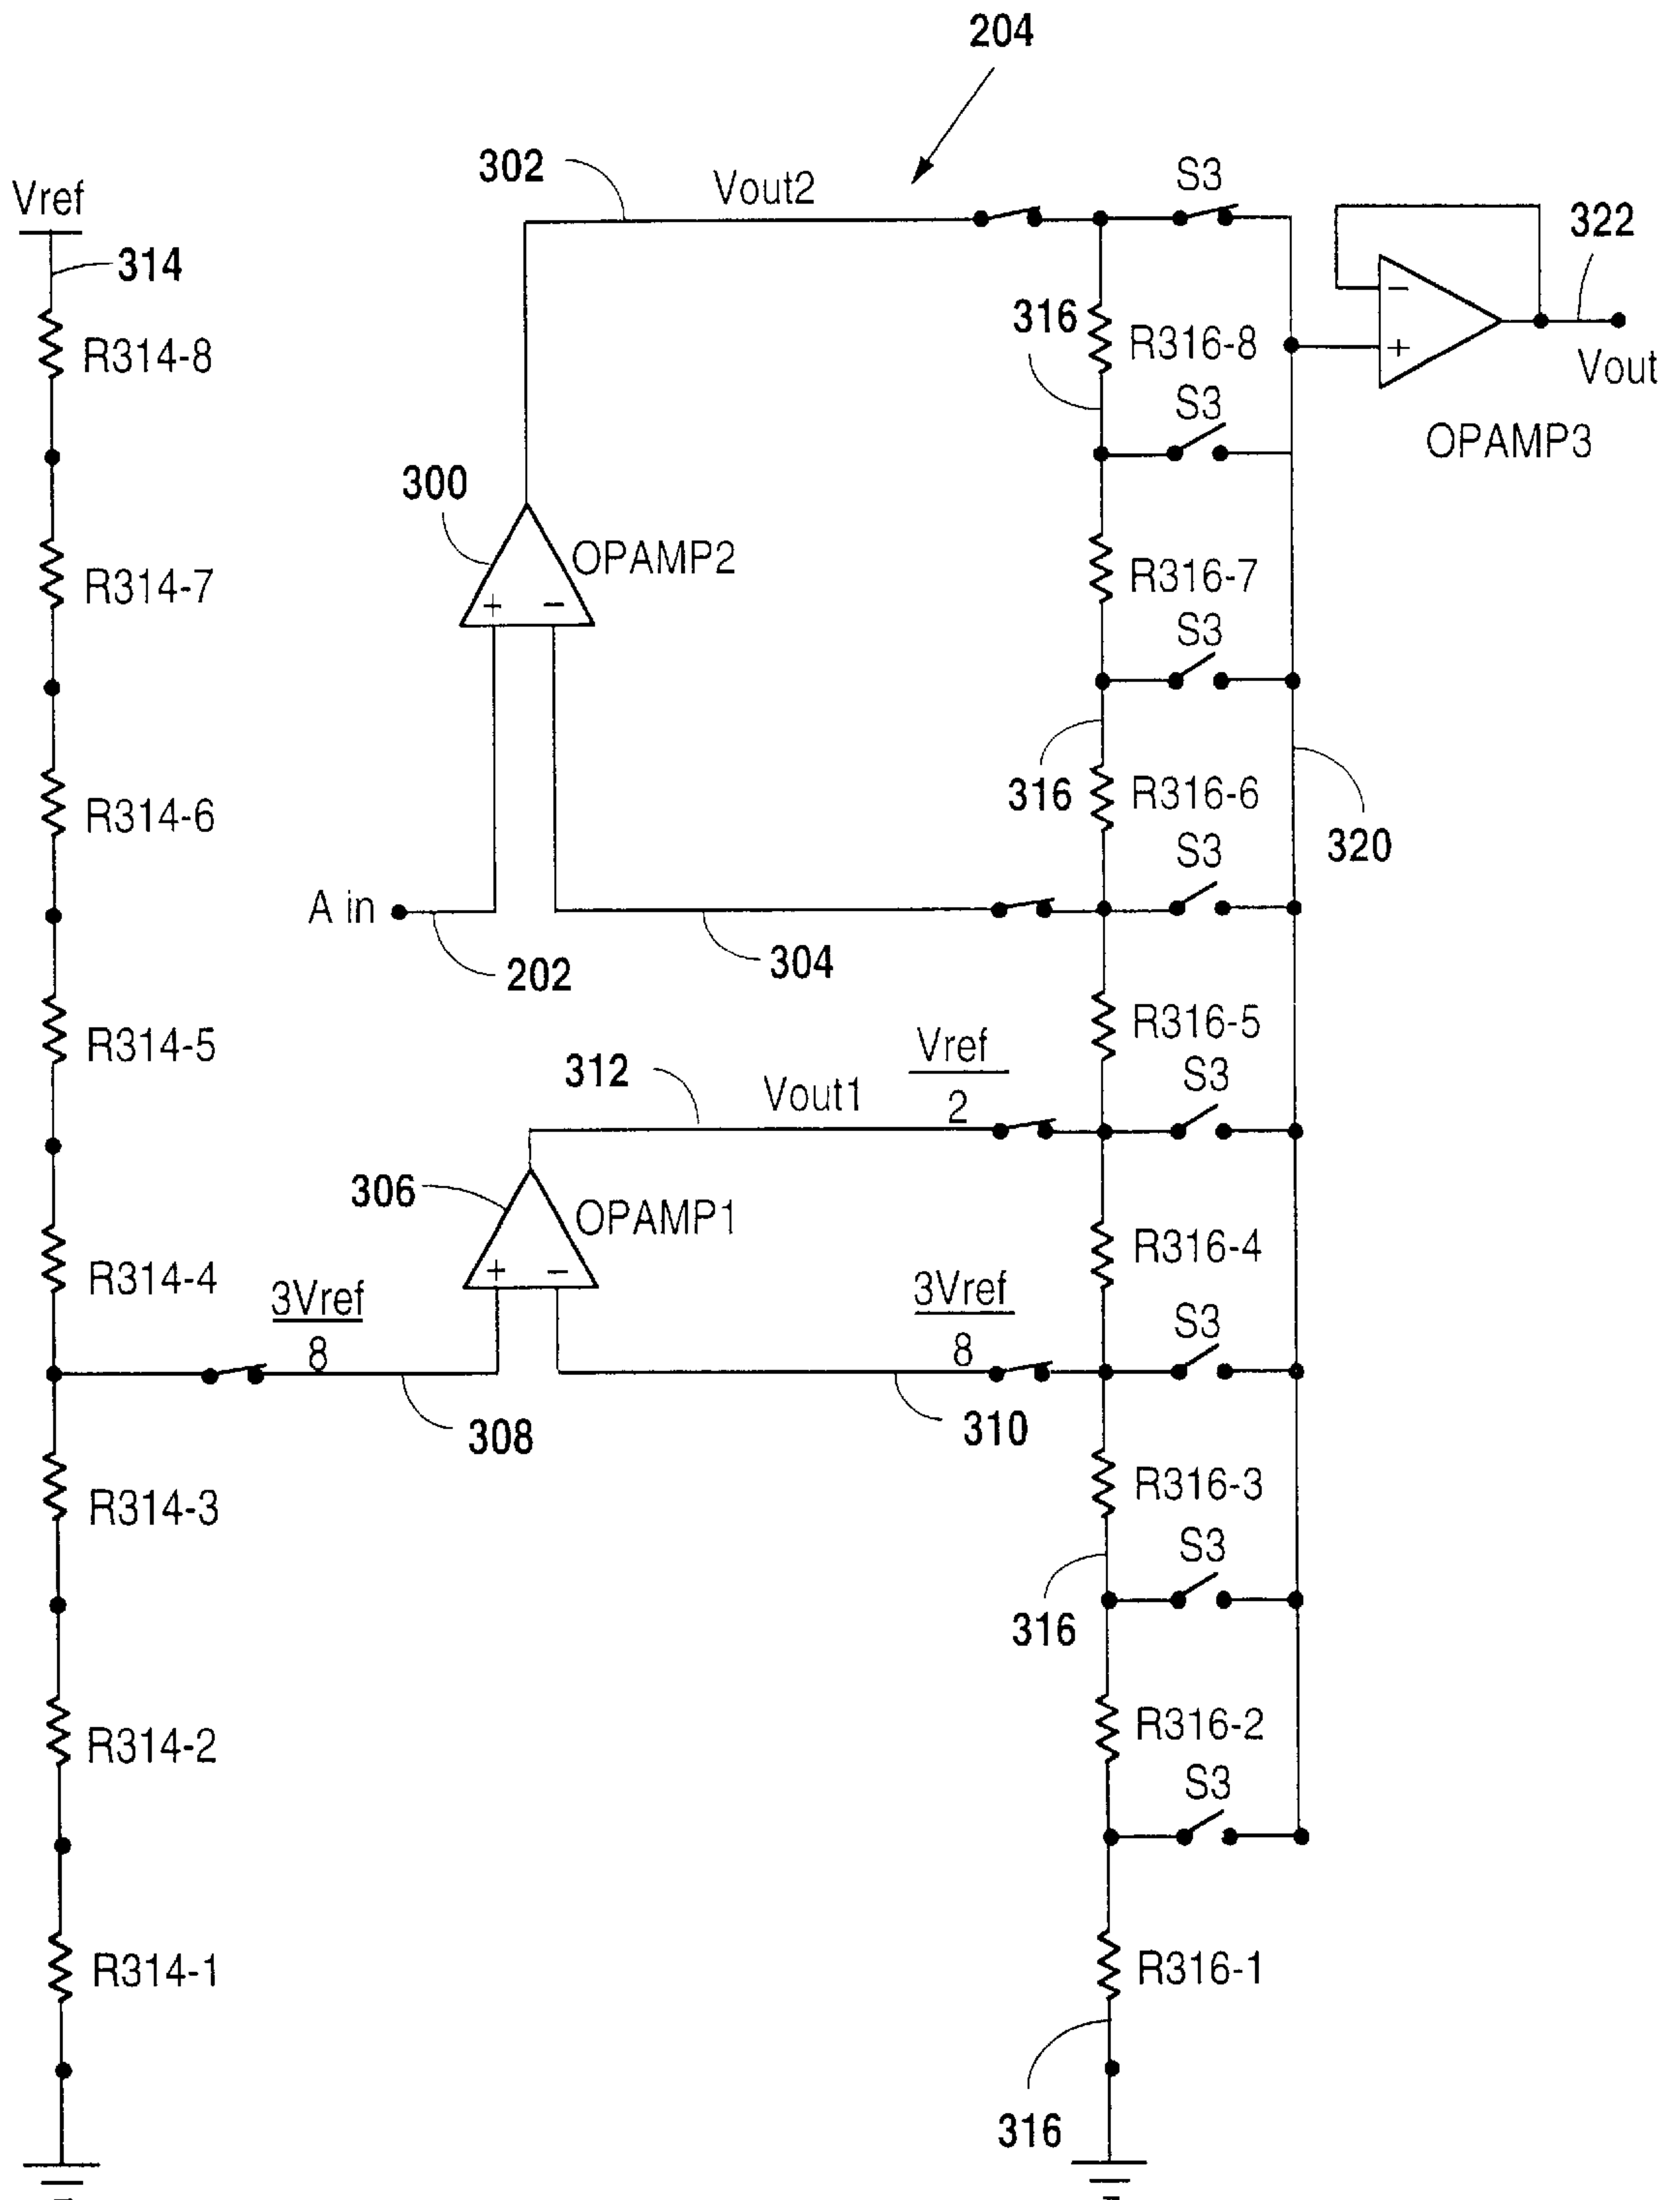 204
302
Vout2
S3
Vref
314
322
316
R316-8
R314-8
Vout
S3
OPAMP3
300
OPAMP2
R314-7
R316-7
S3
316
R316-6
R314-6
320
S3
A in
304
202
R314-5
R316-5
Vref
2
312
Vout1
S3
306
OPAMP1
R316-4
R314-4
3Vref
8
3Vref
8
S3
308
310
R314-3
R316-3
S3
316
R314-2
R316-2
S3
R314-1
R316-1
316